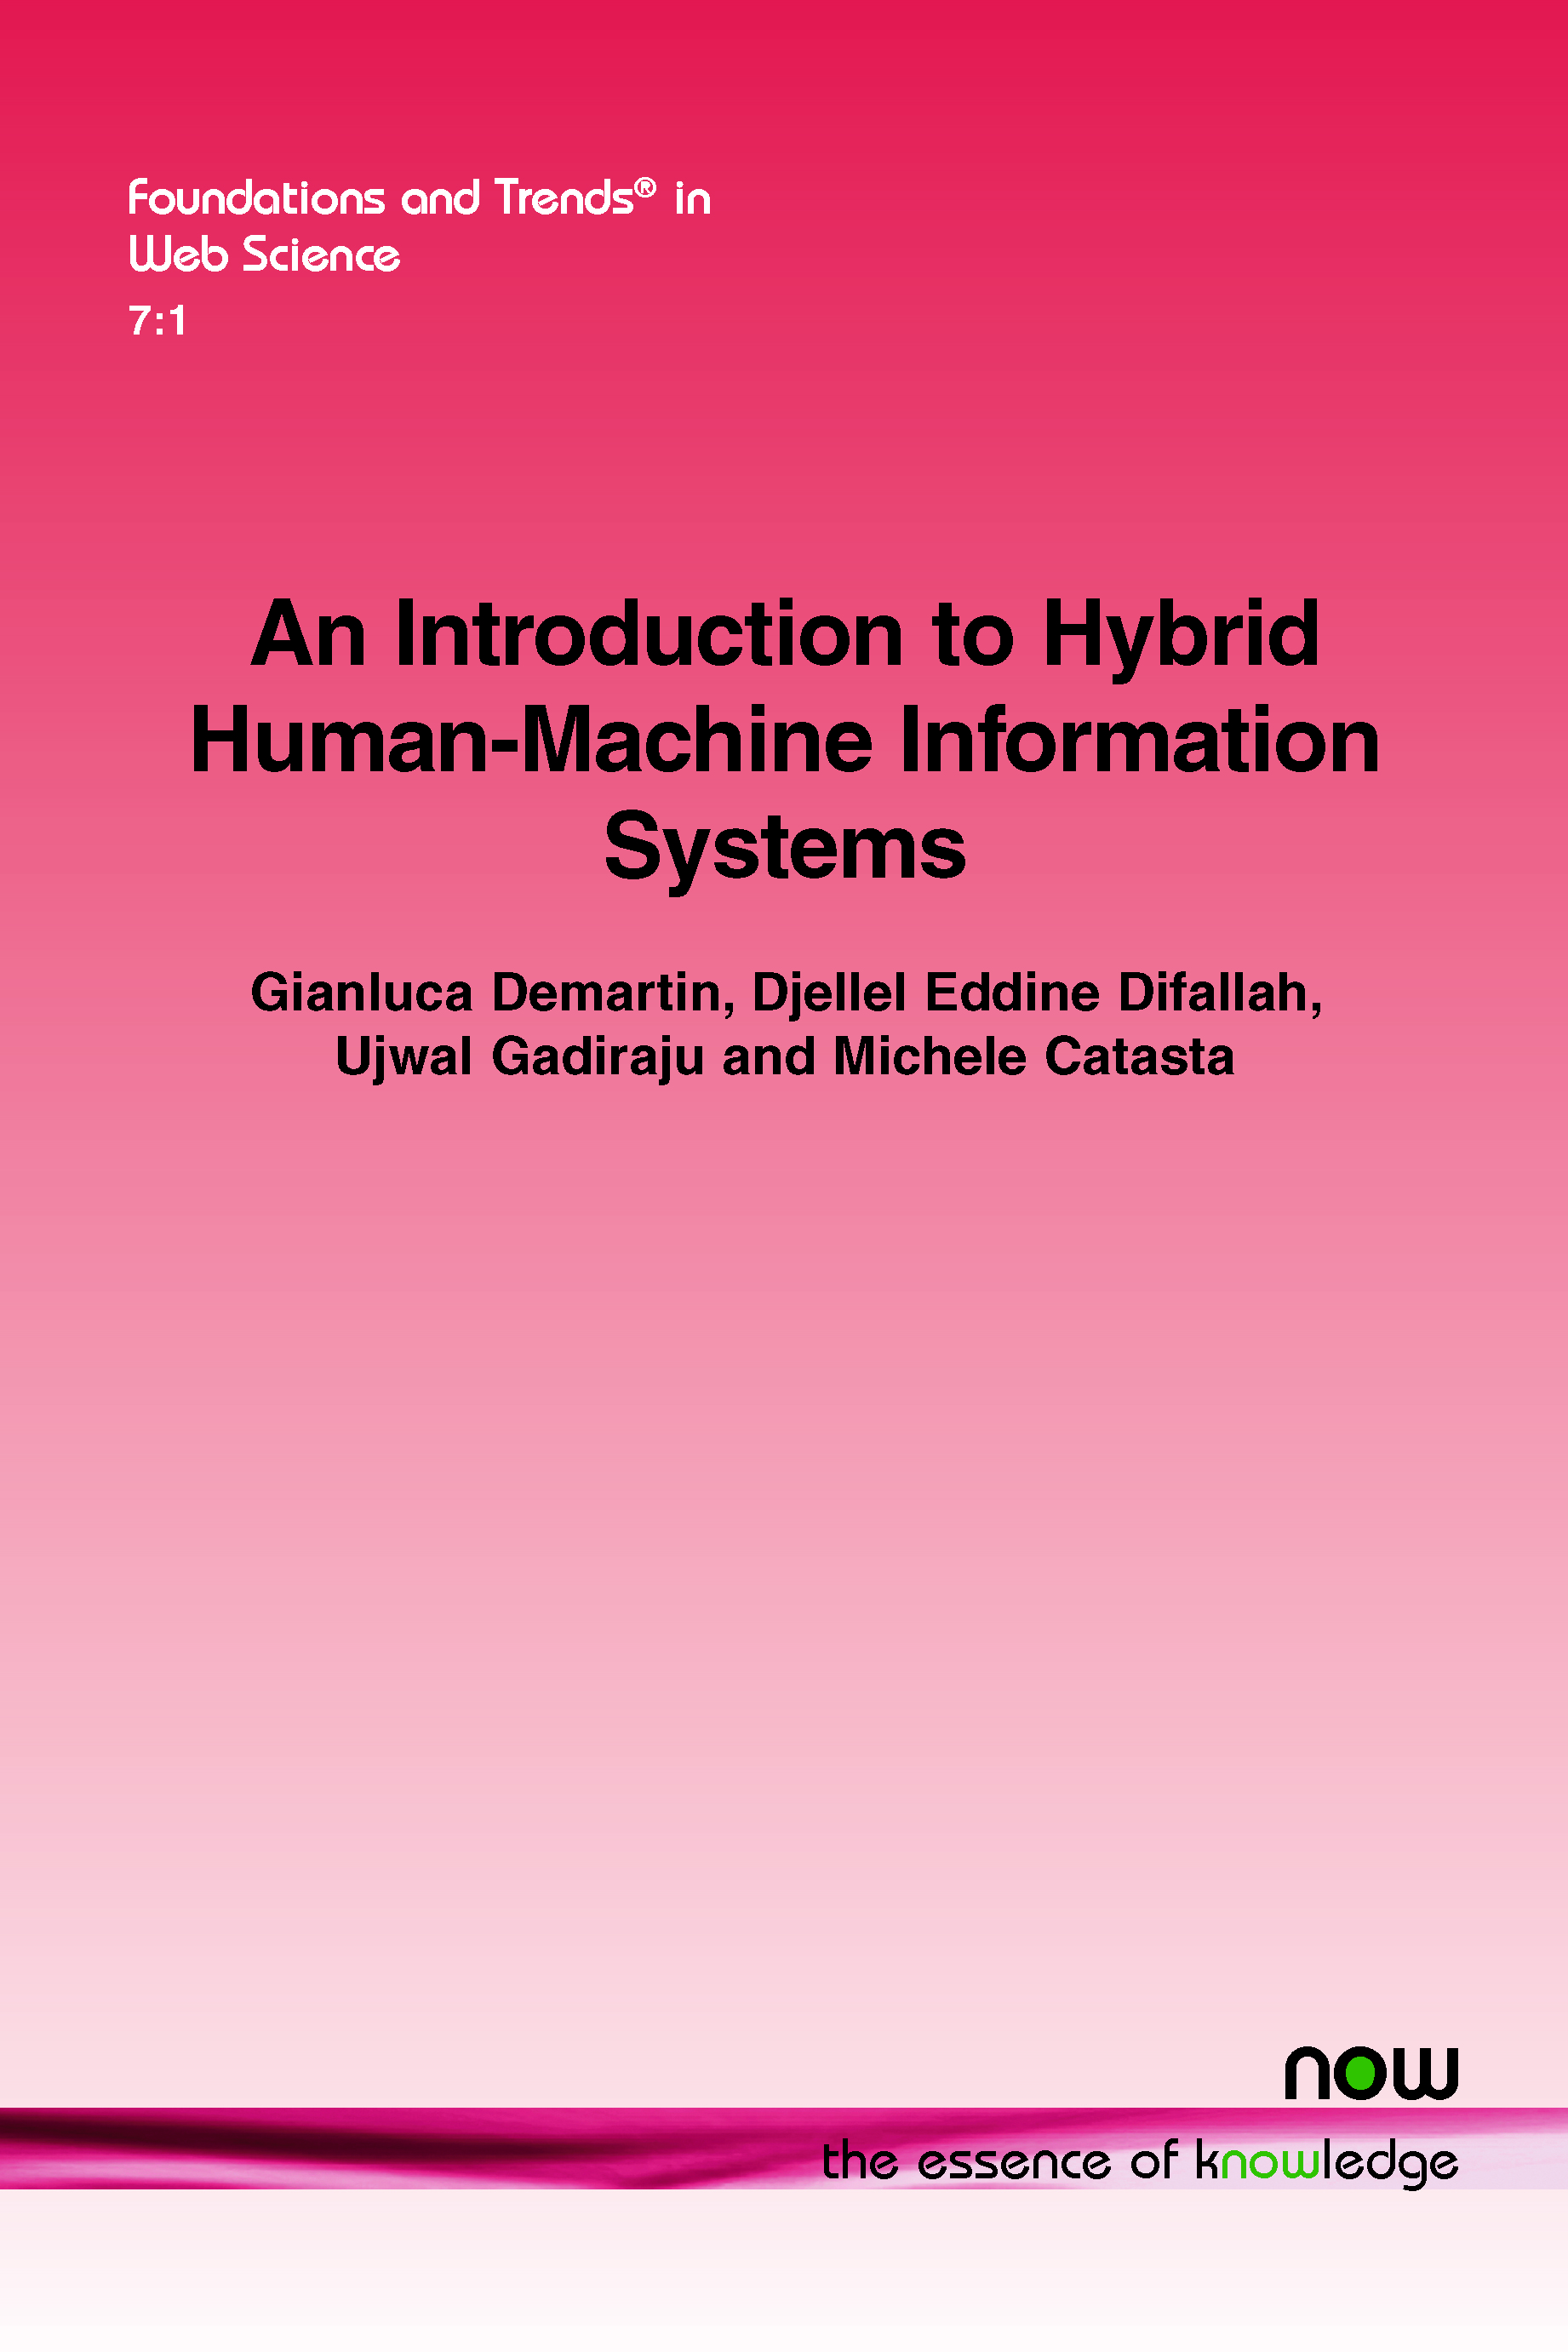 Foundations and Trends® in
Web Science
7:1
An Introduction to Hybrid
Human-Machine Information
Systems
Gianluca Demartin, Djellel Eddine Difallah,
Ujwal Gadiraju and Michele Catasta
now
the essence of knowledge